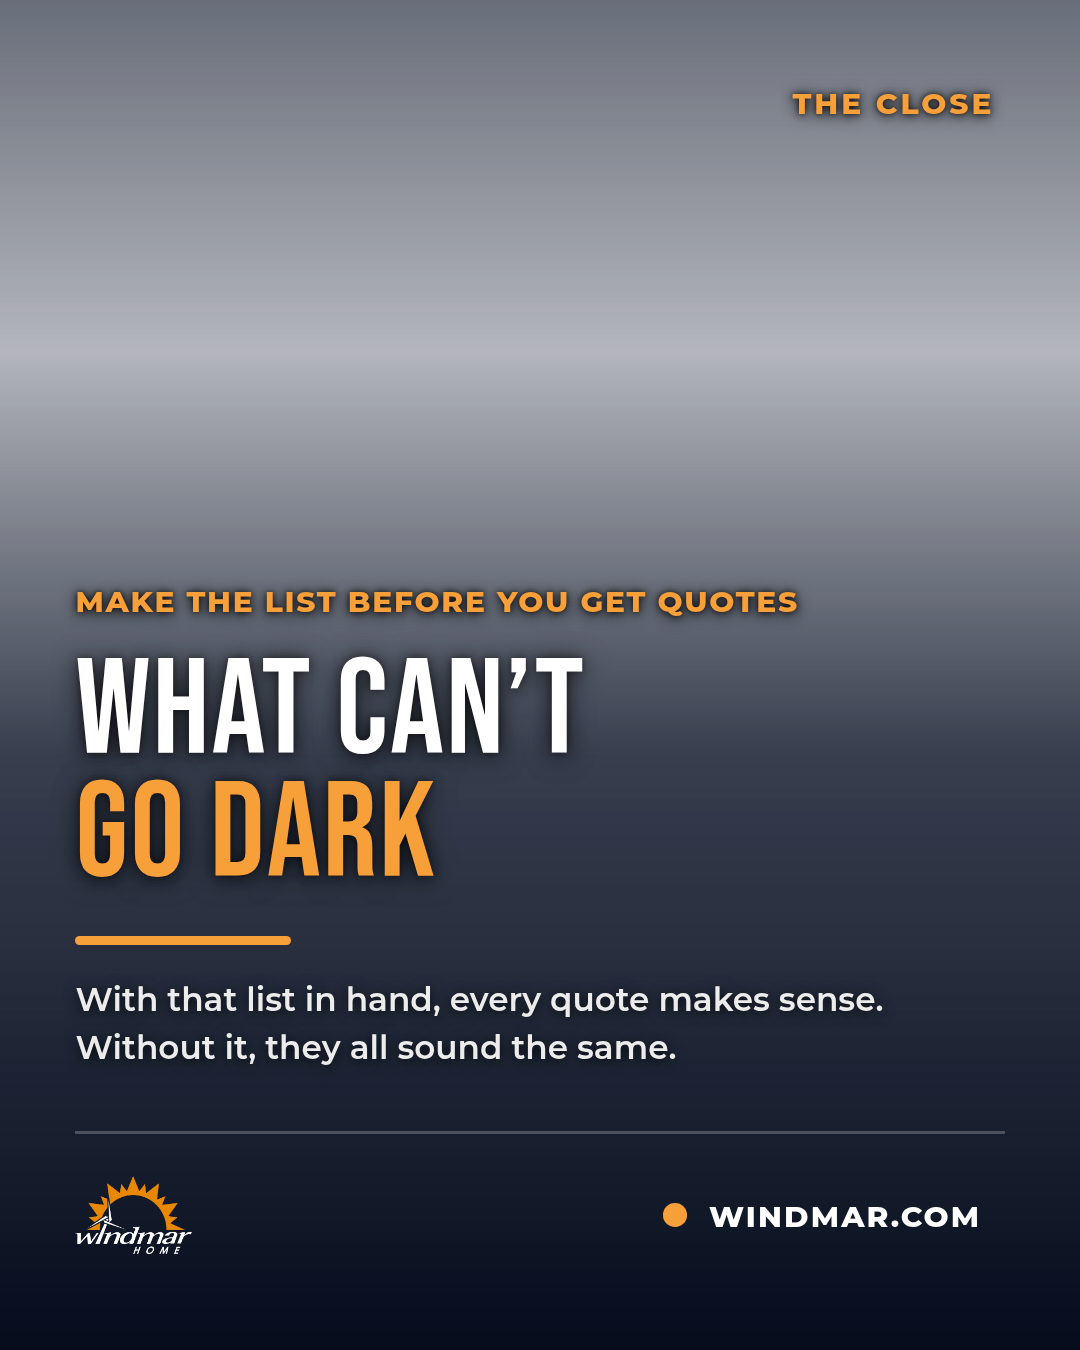 THE CLOSE
MAKE THE LIST BEFORE YOU GET QUOTES
WHAT CAN’T
GO DARK
With that list in hand, every quote makes sense.
Without it, they all sound the same.
windmar
HOME
WINDMAR.COM